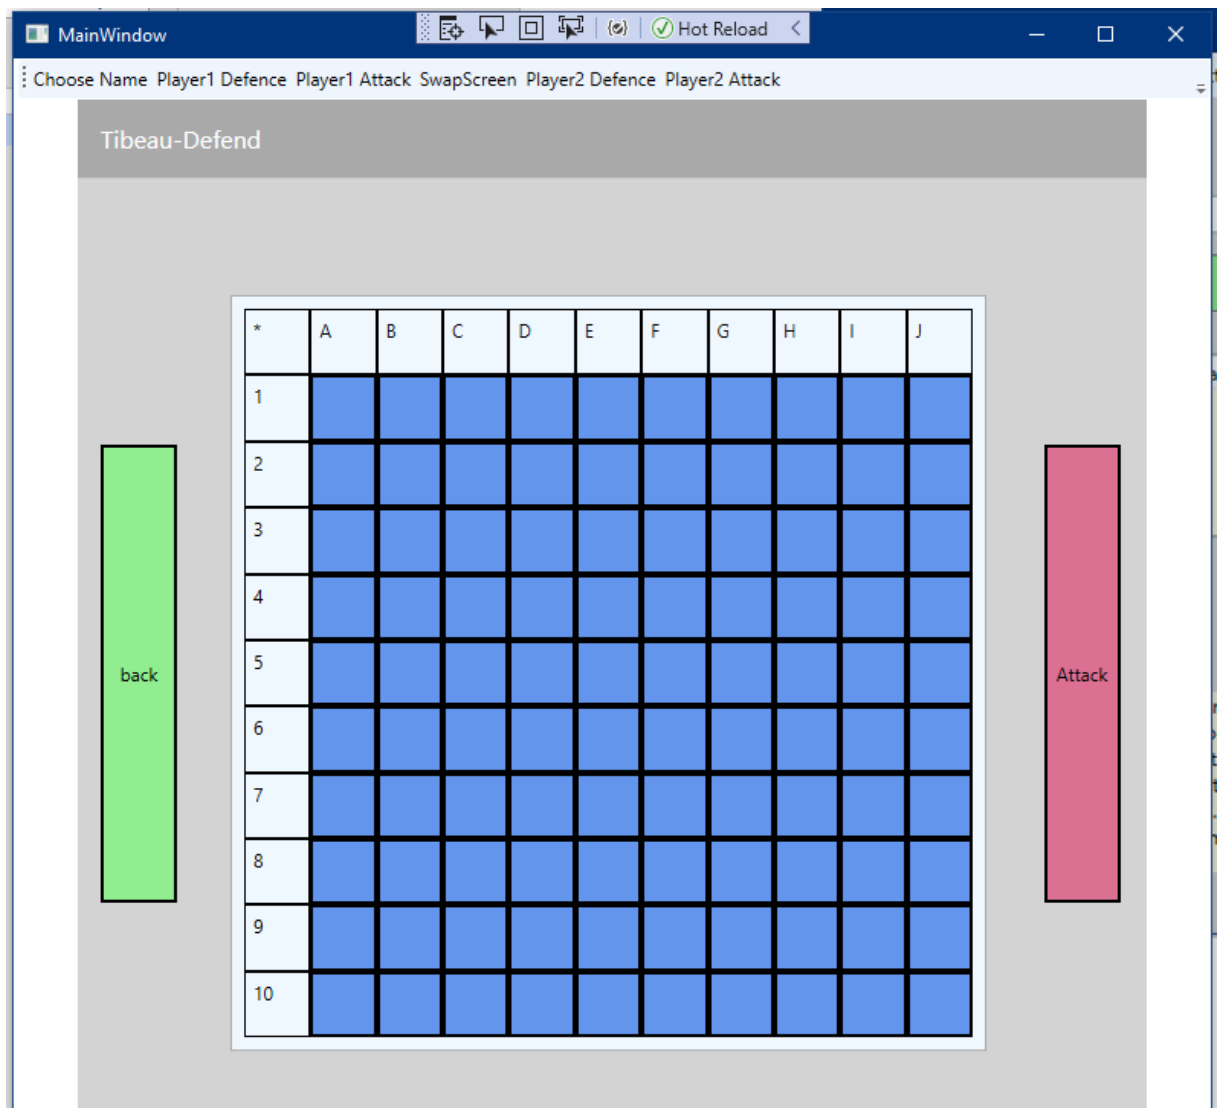 MainWindow
Hot Reload
Choose Name Player1 Defence Player1 Attack SwapScreen Player2 Defence Player2 Attack
Tibeau-Defend
* A B C D E F G H I J
1
2
3
4
5
back
Attack
6
7
8
9
10